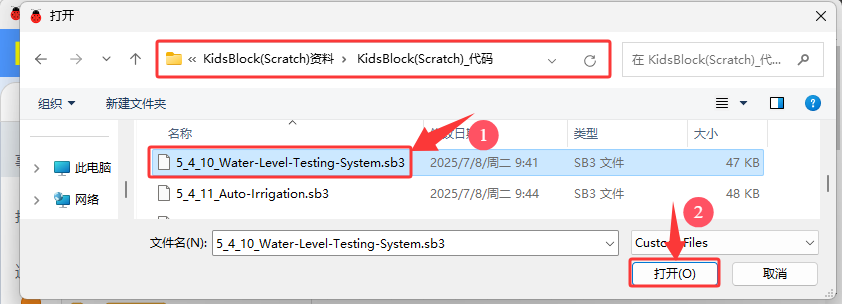 打开
« KidsBlock(Scratch)资料 › KidsBlock(Scratch)_代码
在 KidsBlock(Scratch)_代...
组织 新建文件夹
名称 修改日期 类型 大小
1
5_4_10_Water-Level-Testing-System.sb3 2025/7/8/周二 9:41 SB3 文件 47 KB
此电脑
5_4_11_Auto-Irrigation.sb3 2025/7/8/周二 9:44 SB3 文件 48 KB
网络
2
文件名(N): 5_4_10_Water-Level-Testing-System.sb3 Files
打开(O) 取消